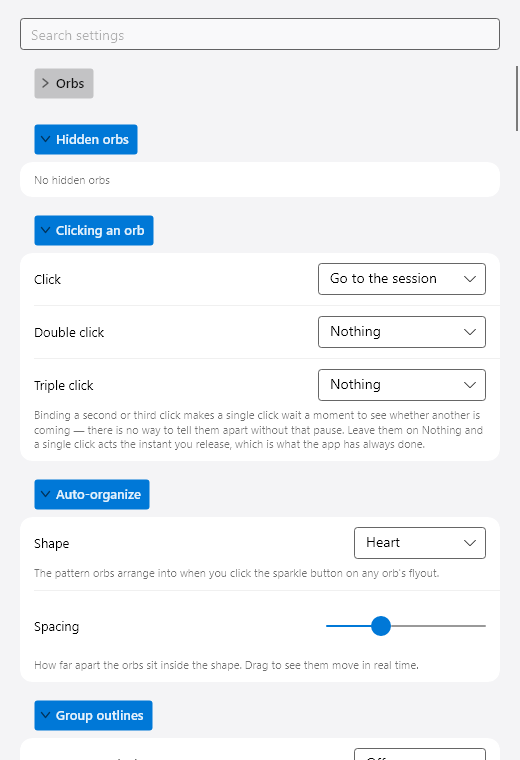 Search settings
Orbs
Hidden orbs
No hidden orbs
Clicking an orb
Click
Go to the session
Double click
Nothing
Triple click
Nothing
Binding a second or third click makes a single click wait a moment to see whether another is
coming — there is no way to tell them apart without that pause. Leave them on Nothing and
a single click acts the instant you release, which is what the app has always done.
Auto-organize
Shape
Heart
The pattern orbs arrange into when you click the sparkle button on any orb's flyout.
Spacing
How far apart the orbs sit inside the shape. Drag to see them move in real time.
Group outlines